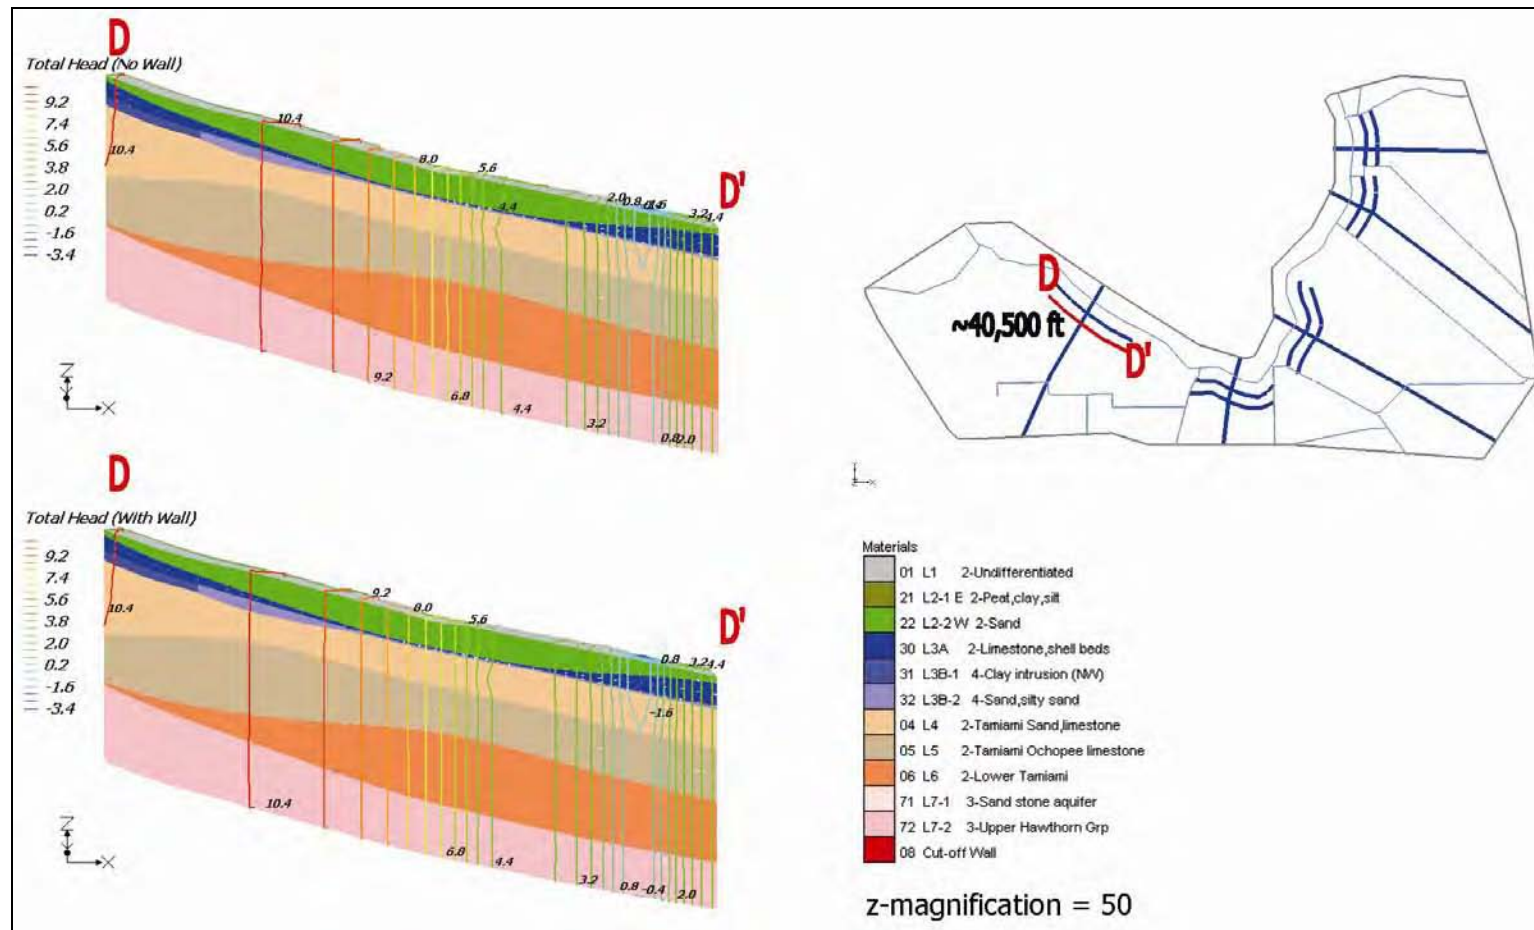 D
Total Head (No Wall)
9.2
7.4
5.6
3.8
2.0
0.2
-1.6
-3.4
10.4
10.4
8.0
5.6
4.4
2.0
0.8
3.2
4.4
D'
9.2
6.8
4.4
3.2
0.8
2.0
Z
X
D
Total Head (With Wall)
9.2
7.4
5.6
3.8
2.0
0.2
-1.6
-3.4
10.4
9.2
8.0
5.6
0.8
3.2
4.4
D'
-1.6
10.4
6.8
4.4
3.2
0.8
-0.4
2.0
Z
X
D
~40,500 ft
D'
Materials
01 L1 2-Undifferentiated
21 L2-1 E 2-Peat,clay,silt
22 L2-2 W 2-Sand
30 L3A 2-Limestone,shell beds
31 L3B-1 4-Clay intrusion (NW)
32 L3B-2 4-Sand,silty sand
04 L4 2-Tamiami Sand,limestone
05 L5 2-Tamiami Ochopee limestone
06 L6 2-Lower Tamiami
71 L7-1 3-Sand stone aquifer
72 L7-2 3-Upper Hawthorn Grp
08 Cut-off Wall
z-magnification = 50